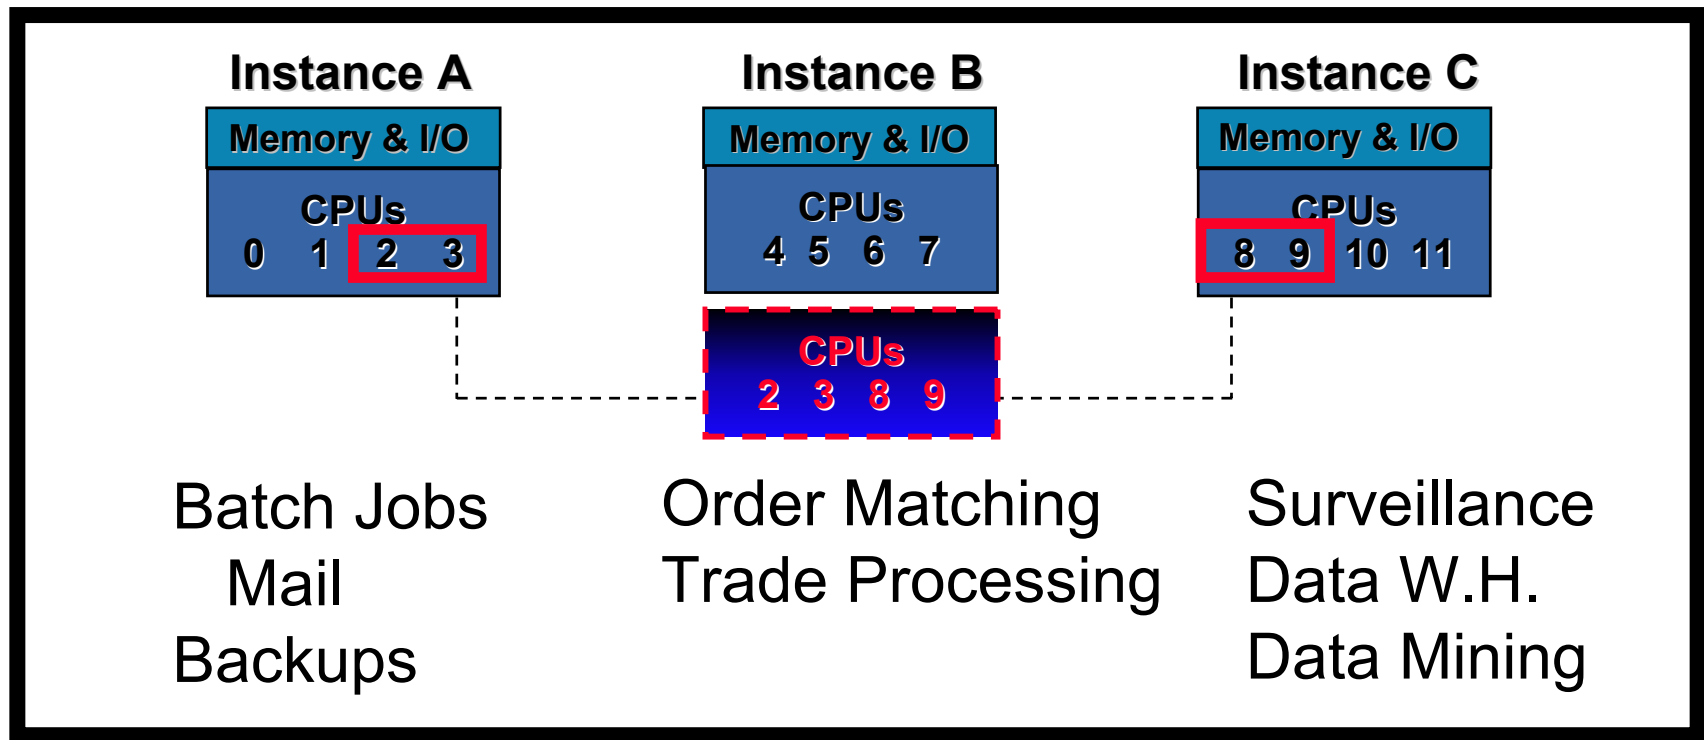 Instance A
Memory & I/O
CPUs
0 1 2 3
Instance B
Memory & I/O
CPUs
4 5 6 7
CPUs
2 3 8 9
Instance C
Memory & I/O
CPUs
8 9 10 11
Batch Jobs
Mail
Backups
Order Matching
Trade Processing
Surveillance
Data W.H.
Data Mining